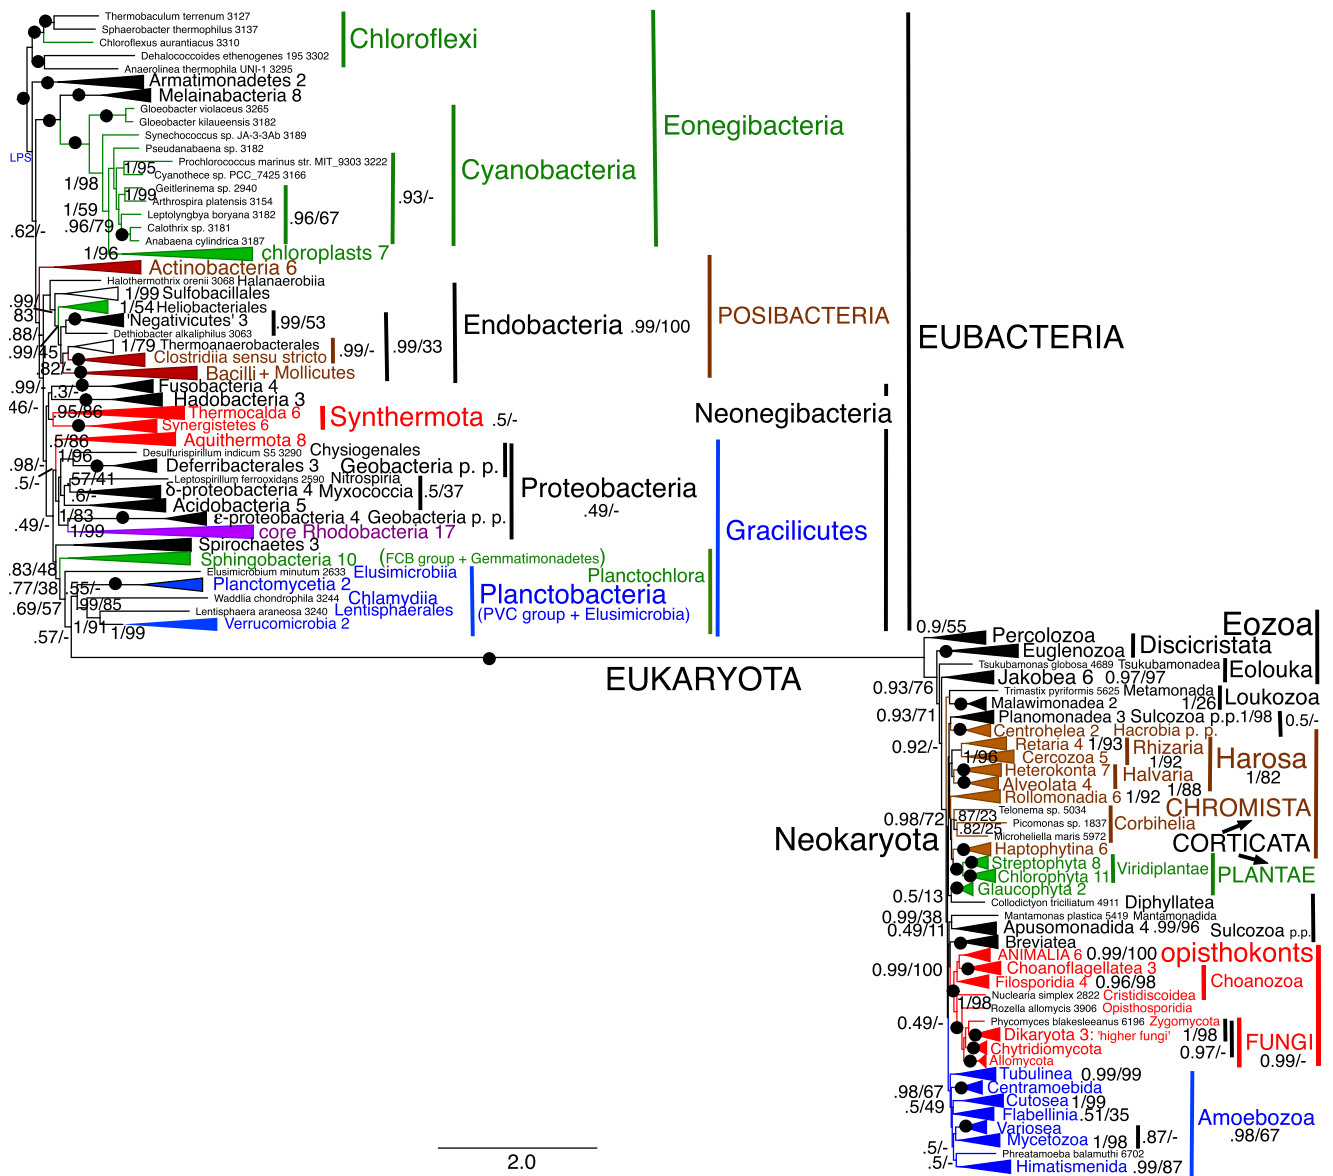 Thermobaculum terrenum 3127
Sphaerobacter thermophilus 3137
Chloroflexus aurantiacus 3310
Chloroflexi
Dehalococcoides ethenogenes 195 3302
Anaerolinea thermophila UNI-1 3295
Armatimonadetes 2
Melainabacteria 8
Gloeobacter violaceus 3265
Gloeobacter kilaueensis 3182
Eonegibacteria
Synechococcus sp. JA-3-3Ab 3189
Pseudanabaena sp. 3182
LPS
Prochlorococcus marinus str. MIT_9303 3222
1/95
Cyanothece sp. PCC_7425 3166
Cyanobacteria
1/98
Geitlerinema sp. 2940
1/99
Arthrospira platensis 3154
.93/-
1/59
Leptolyngbya boryana 3182
.96/67
.62/-
.96/79
Calothrix sp. 3181
Anabaena cylindrica 3187
1/96
chloroplasts 7
Actinobacteria 6
Halothermothrix orenii 3068 Halanaerobiia
.99/
1/99 Sulfobacillales
83
1/54 Heliobacteriales
'Negativicutes' 3
.99/53
Endobacteria .99/100
POSIBACTERIA
EUBACTERIA
.88/-
Dethiobacter alkaliphilus 3063
1/79 Thermoanaerobacterales
.99/45
Clostridiia sensu stricto
.99/-
.99/33
.82/-
Bacilli + Mollicutes
.99/-
Fusobacteria 4
.3/-
Hadobacteria 3
46/-
.95/86
Thermocalda 6
Synthermota .5/-
Neonegibacteria
Synergistetes 6
.5/86
Aquithermota 8
1/96
Desulfurispirillum indicum S5 3290 Chysiogenales
.98/-
Deferribacterales 3 Geobacteria p. p.
.5/-
.57/41
Leptospirillum ferrooxidans 2590 Nitrospiria
.6/-
δ-proteobacteria 4 Myxococcia .5/37
Proteobacteria
.49/-
Acidobacteria 5
1/83
ε-proteobacteria 4 Geobacteria p. p.
.49/-
1/99
core Rhodobacteria 17
Gracilicutes
Spirochaetes 3
Sphingobacteria 10 (FCB group + Gemmatimonadetes)
.83/48
Elusimicrobium minutum 2633 Elusimicrobiia
Planctochlora
.77/38
.55/-
Planctomycetia 2
Planctobacteria
(PVC group + Elusimicrobia)
.69/57
.99/85
Waddlia chondrophila 3244 Chlamydiia
Lentisphaera araneosa 3240 Lentisphaerales
.57/-
1/91
1/99
Verrucomicrobia 2
EUKARYOTA
0.9/55
Percolozoa
Eozoa
Euglenozoa
Discicristata
Tsukubamonas globosa 4689 Tsukubamonadea
Eolouka
Jakobea 6 0.97/97
0.93/76
Trimastix pyriformis 5625 Metamonada
Loukozoa
Malawimonadea 2
1/26
0.93/71
Planomonadea 3 Sulcozoa p.p. 1/98
0.5/-
Centrohelea 2 Hacrobia p. p.
0.92/-
Retaria 4 1/93
Rhizaria
1/92
1/96
Cercozoa 5
Harosa
1/82
Heterokonta 7
Halvaria
1/88
Alveolata 4
Rollomonadia 6 1/92
CHROMISTA
0.98/72
Telonema sp. 5034
.87/23
Picomonas sp. 1837
Corbihelia
.82/25
Microheliella maris 5972
Neokaryota
CORTICATA
Haptophytina 6
Streptophyta 8
Viridiplantae
Chlorophyta 11
PLANTAE
Glaucophyta 2
0.5/13
Collodictyon triciliatum 4911 Diphyllatea
0.99/38
Mantamonas plastica 5419 Mantamonadida
0.49/11
Apusomonadida 4 .99/96
Sulcozoa p.p.
Breviatea
ANIMALIA 6 0.99/100
opisthokonts
0.99/100
Choanoflagellatea 3
Filosporidia 4 0.96/98
Choanozoa
Nuclearia simplex 2822 Cristidiscoidea
1/98
Rozella allomycis 3906 Opisthosporidia
0.49/-
Phycomyces blakesleeanus 6196 Zygomycota
Dikaryota 3: 'higher fungi' 1/98
FUNGI
0.99/-
Chytridiomycota
0.97/-
Allomycota
Tubulinea 0.99/99
.98/67
Centramoebida
.5/49
Cutosea 1/99
Flabellinia .51/35
Amoebozoa
.98/67
Variosea
Mycetozoa 1/98
.87/-
.5/-
Phreatamoeba balamuthi 6702
.5/-
Himatismenida .99/87
2.0